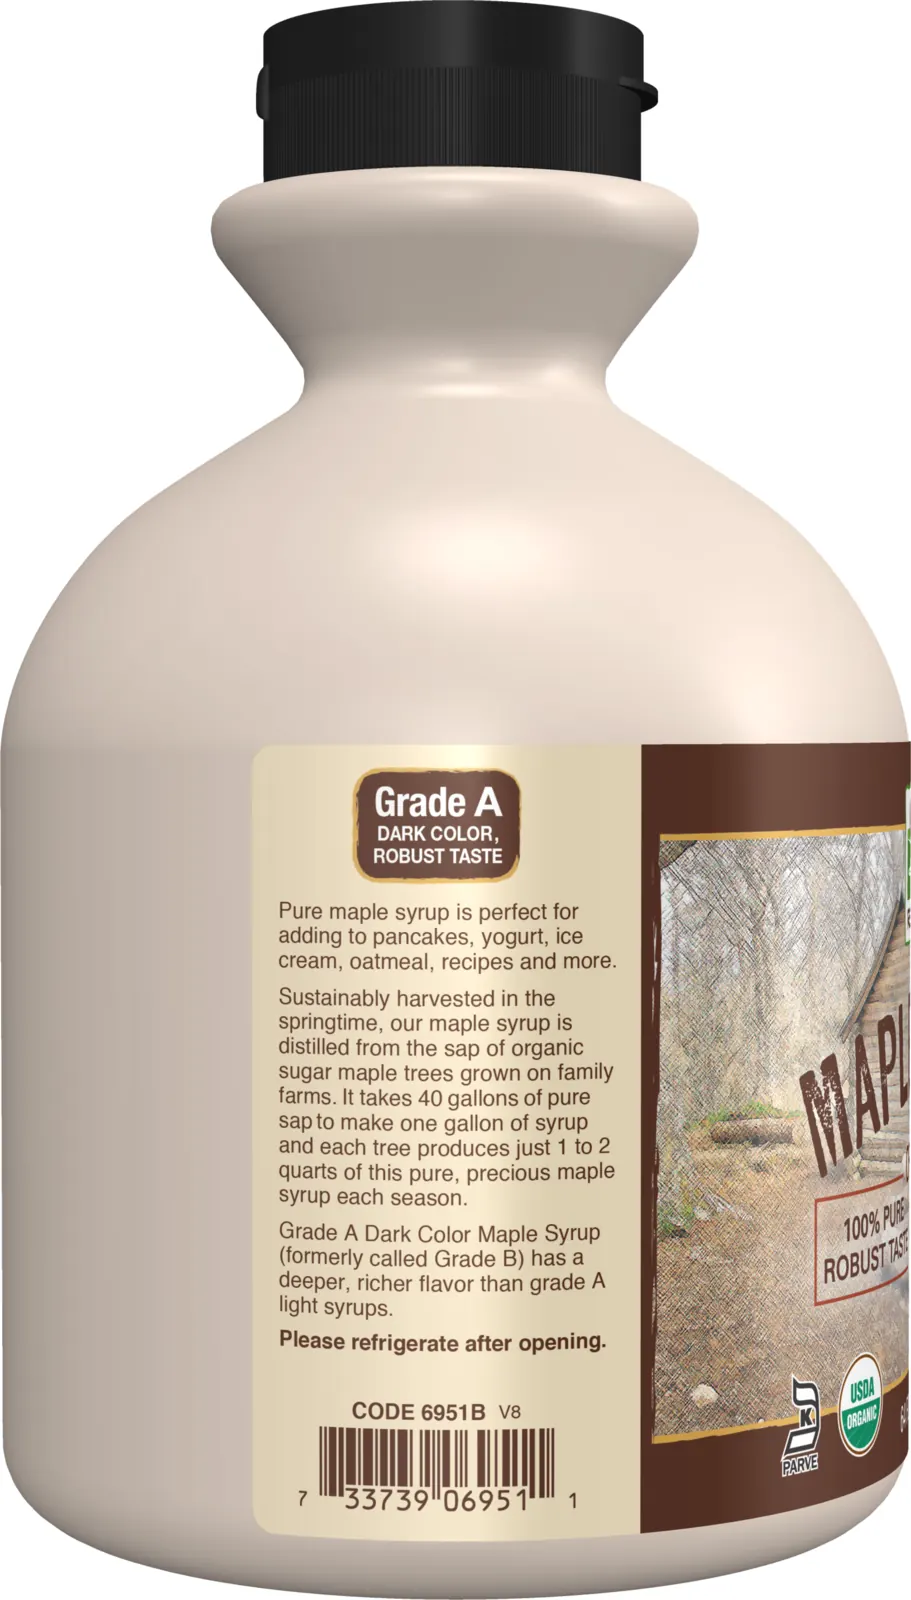 Grade A
DARK COLOR,
ROBUST TASTE
Pure maple syrup is perfect for
adding to pancakes, yogurt, ice
cream, oatmeal, recipes and more.
Sustainably harvested in the
springtime, our maple syrup is
distilled from the sap of organic
sugar maple trees grown on family
farms. It takes 40 gallons of pure
sap to make one gallon of syrup
and each tree produces just 1 to 2
quarts of this pure, precious maple
syrup each season.
Grade A Dark Color Maple Syrup
(formerly called Grade B) has a
deeper, richer flavor than grade A
light syrups.
Please refrigerate after opening.
CODE 6951B V8
7 33739 06951 1
MAPL
100% PURE
ROBUST TASTE
K
PARVE
USDA
ORGANIC